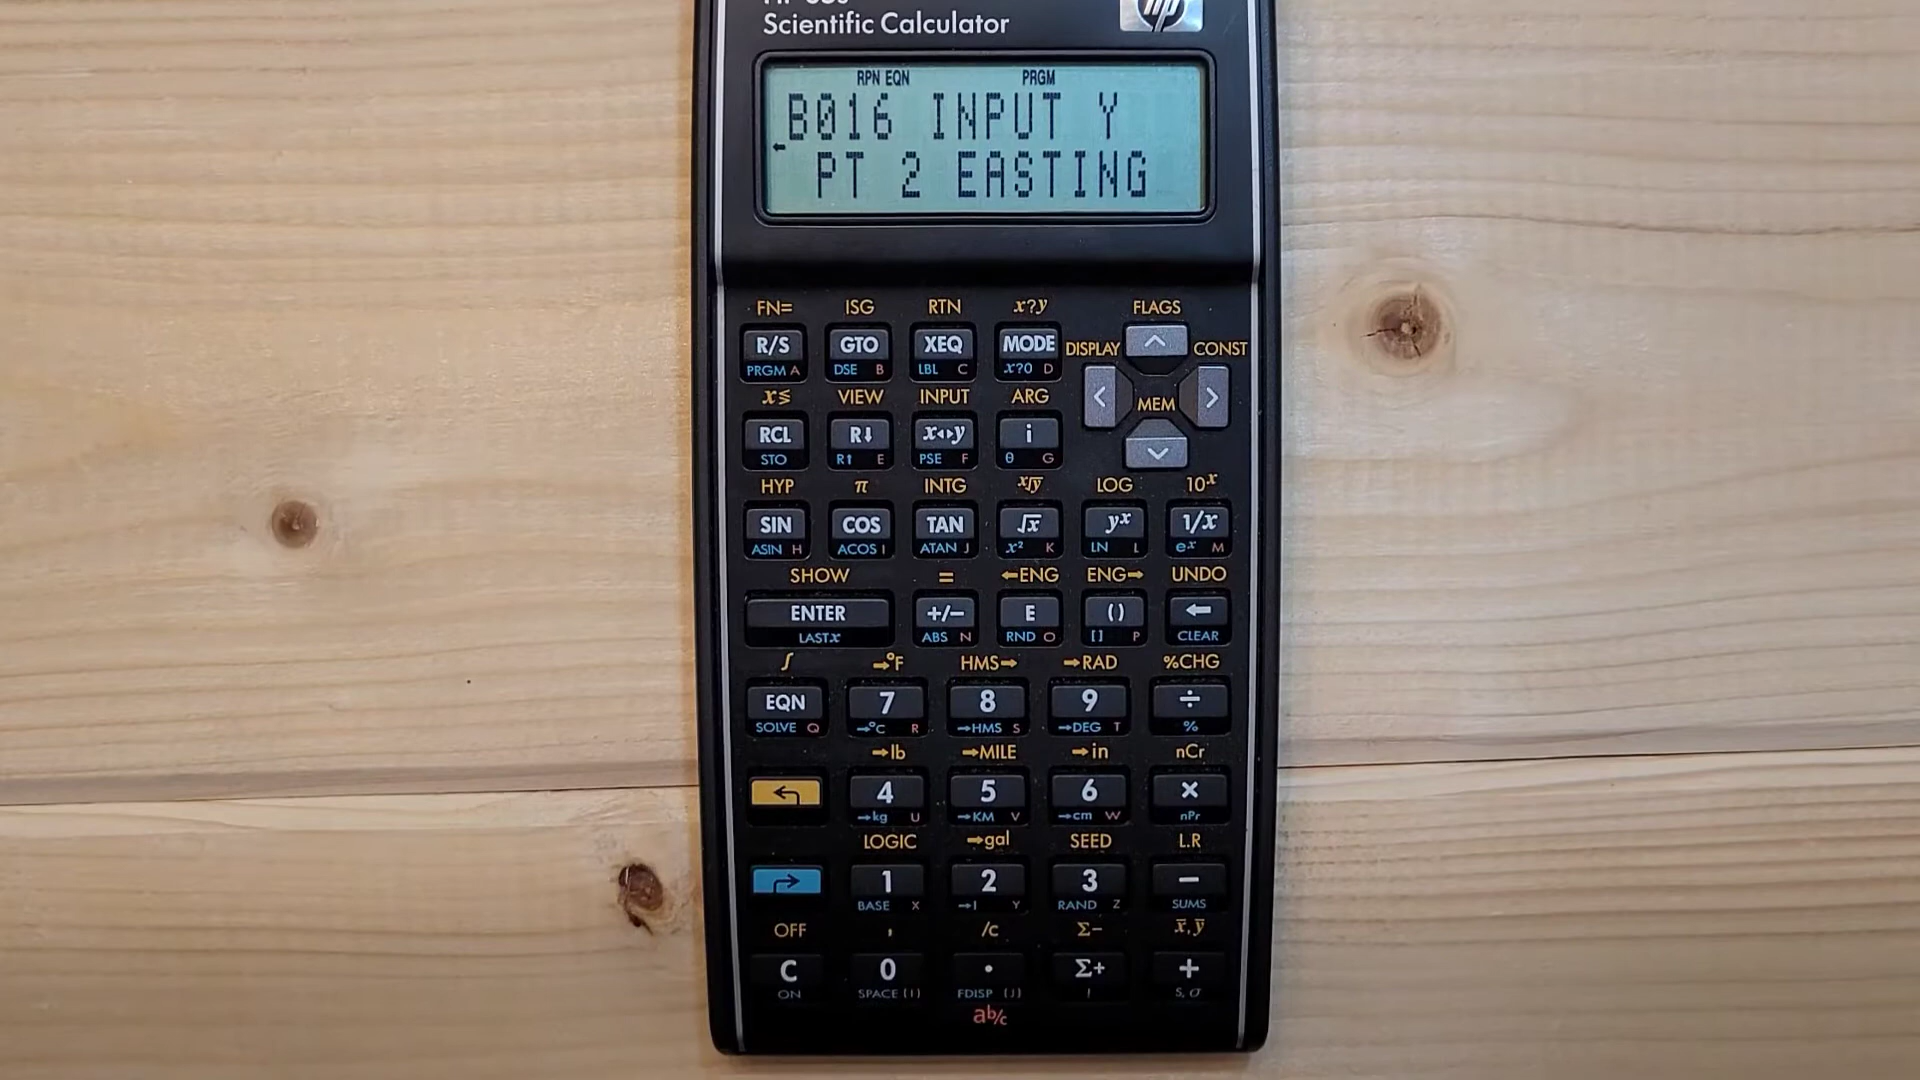 Scientific Calculator
hp
RPN EQN PRGM
B016 INPUT Y
PT 2 EASTING
FN= ISG RTN x?y FLAGS
R/S GTO XEQ MODE DISPLAY CONST
PRGM A DSE B LBL C x?0 D
x≶ VIEW INPUT ARG MEM
RCL R↓ x↔y i
STO R↑ E PSE F θ G
HYP π INTG ˣ√y LOG 10ˣ
SIN COS TAN √x yˣ 1/x
ASIN H ACOS I ATAN J x² K LN L eˣ M
SHOW = ←ENG ENG→ UNDO
ENTER +/− E () ←
LASTx ABS N RND O [] P CLEAR
∫ →°F HMS→ →RAD %CHG
EQN 7 8 9 ÷
SOLVE Q →°C R →HMS S →DEG T %
→lb →MILE →in nCr
4 5 6 ×
→kg U →KM V →cm W nPr
LOGIC →gal SEED L.R
1 2 3 −
BASE X →l Y RAND Z SUMS
OFF , /c Σ− x̄,ȳ
C 0 . Σ+ +
ON SPACE (I) FDISP (J) ! S,σ
ab/c